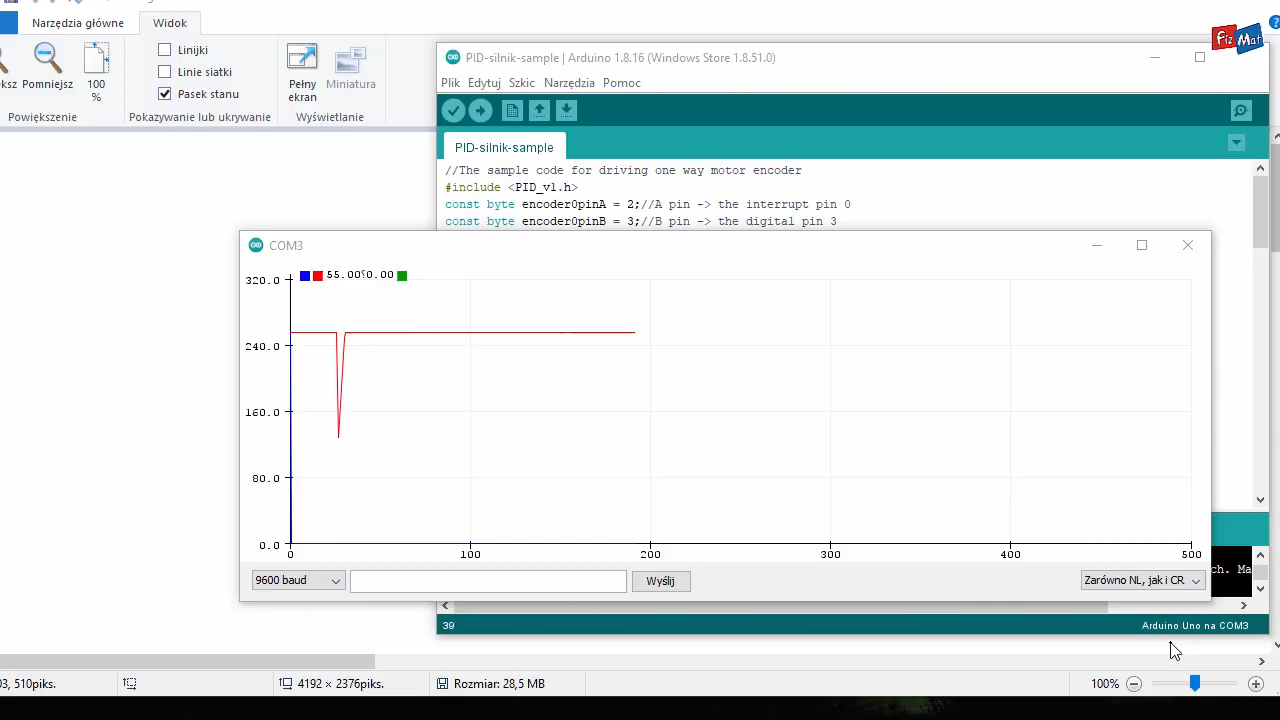 Narzędzia główne
Widok
Pomniejsz
100
%
Powiększenie
Linijki
Linie siatki
Pasek stanu
Pokazywanie lub ukrywanie
Pełny
ekran
Miniatura
Wyświetlanie
FizMat
PID-silnik-sample | Arduino 1.8.16 (Windows Store 1.8.51.0)
Plik Edytuj Szkic Narzędzia Pomoc
PID-silnik-sample
//The sample code for driving one way motor encoder
#include <PID_v1.h>
const byte encoder0pinA = 2;//A pin -> the interrupt pin 0
const byte encoder0pinB = 3;//B pin -> the digital pin 3
COM3
320.0
240.0
160.0
80.0
0.0
0 100 200 300 400 500
9600 baud
Wyślij
Zarówno NL, jak i CR
ch. Ma
39
Arduino Uno na COM3
510piks.
4192 × 2376piks.
Rozmiar: 28,5 MB
100%